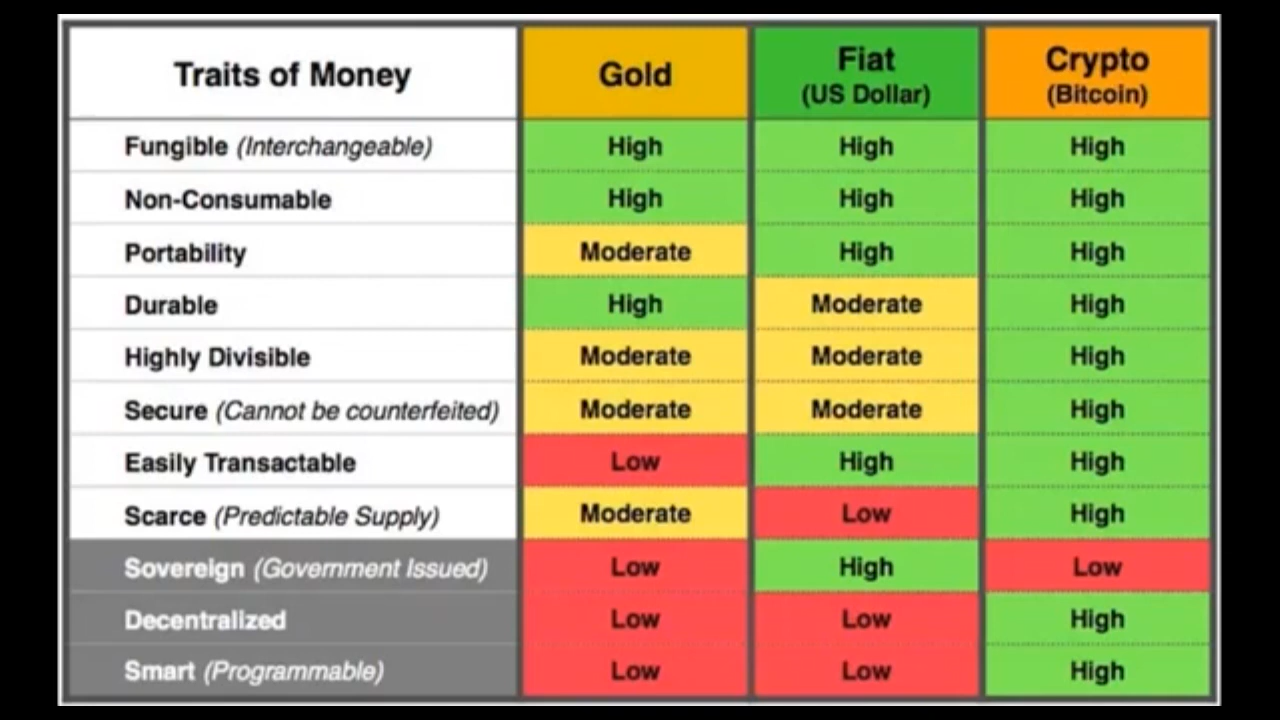 Traits of Money Gold Fiat (US Dollar) Crypto (Bitcoin)
Fungible (Interchangeable) High High High
Non-Consumable High High High
Portability Moderate High High
Durable High Moderate High
Highly Divisible Moderate Moderate High
Secure (Cannot be counterfeited) Moderate Moderate High
Easily Transactable Low High High
Scarce (Predictable Supply) Moderate Low High
Sovereign (Government Issued) Low High Low
Decentralized Low Low High
Smart (Programmable) Low Low High